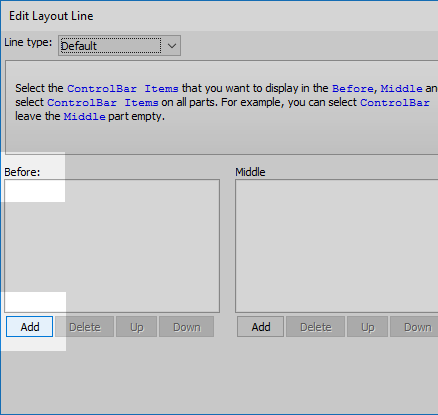 Edit Layout Line
Line type: Default
Select the ControlBar Items that you want to display in the Before, Middle an
select ControlBar Items on all parts. For example, you can select ControlBar
leave the Middle part empty.
Before: Middle
Add Delete Up Down Add Delete Up Down